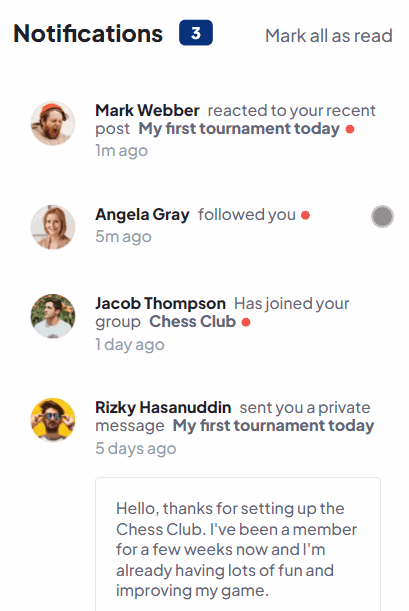 Notifications 3 Mark all as read
Mark Webber reacted to your recent
post My first tournament today
1m ago
Angela Gray followed you
5m ago
Jacob Thompson Has joined your
group Chess Club
1 day ago
Rizky Hasanuddin sent you a private
message My first tournament today
5 days ago
Hello, thanks for setting up the
Chess Club. I've been a member
for a few weeks now and I'm
already having lots of fun and
improving my game.